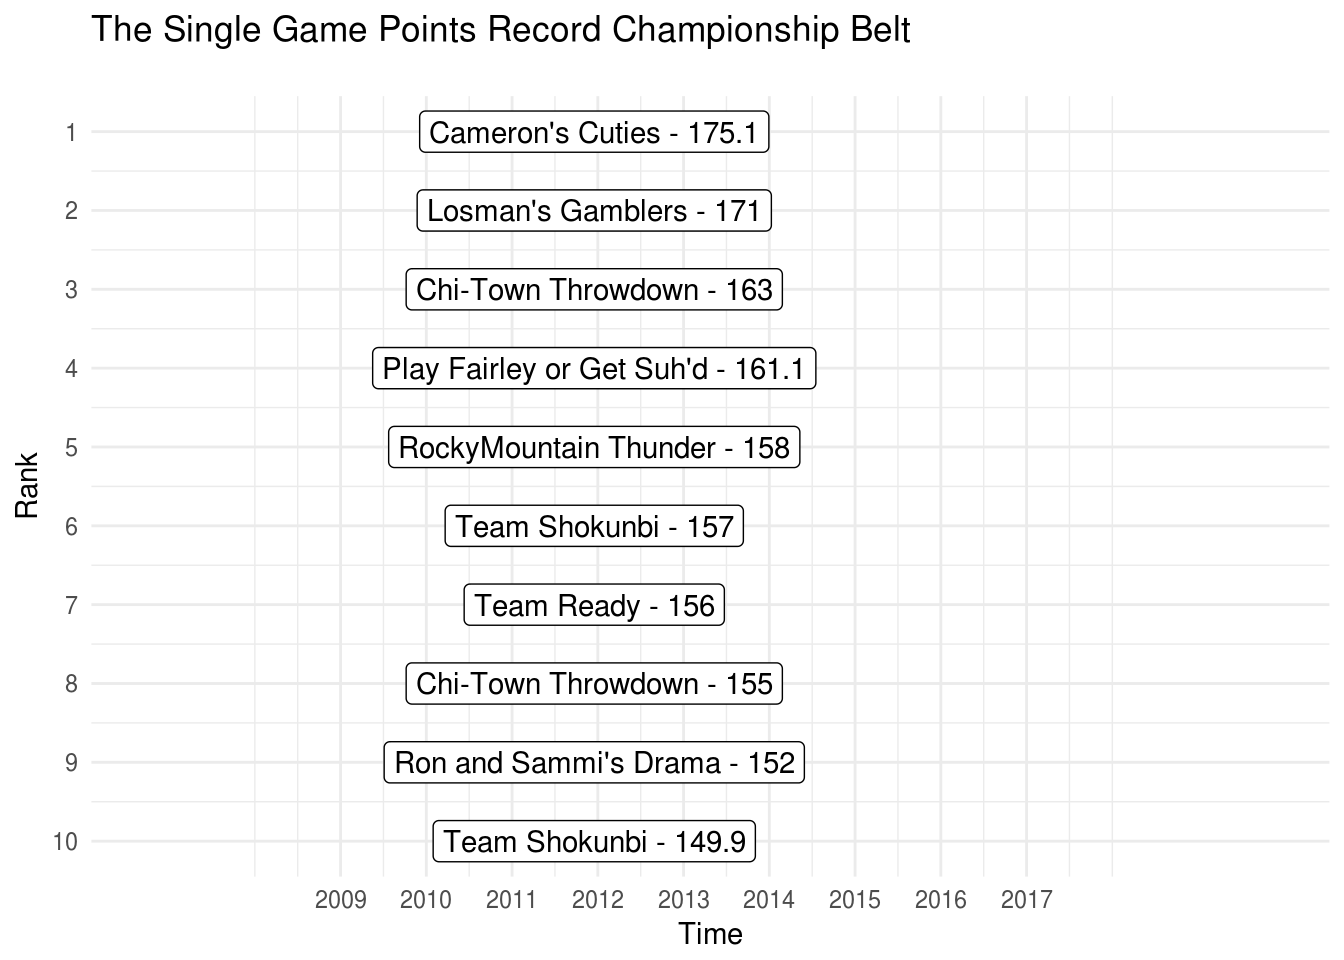 The Single Game Points Record Championship Belt
1
Cameron's Cuties - 175.1
2
Losman's Gamblers - 171
3
Chi-Town Throwdown - 163
4
Play Fairley or Get Suh'd - 161.1
5
RockyMountain Thunder - 158
Rank
6
Team Shokunbi - 157
7
Team Ready - 156
8
Chi-Town Throwdown - 155
9
Ron and Sammi's Drama - 152
10
Team Shokunbi - 149.9
2009 2010 2011 2012 2013 2014 2015 2016 2017
Time